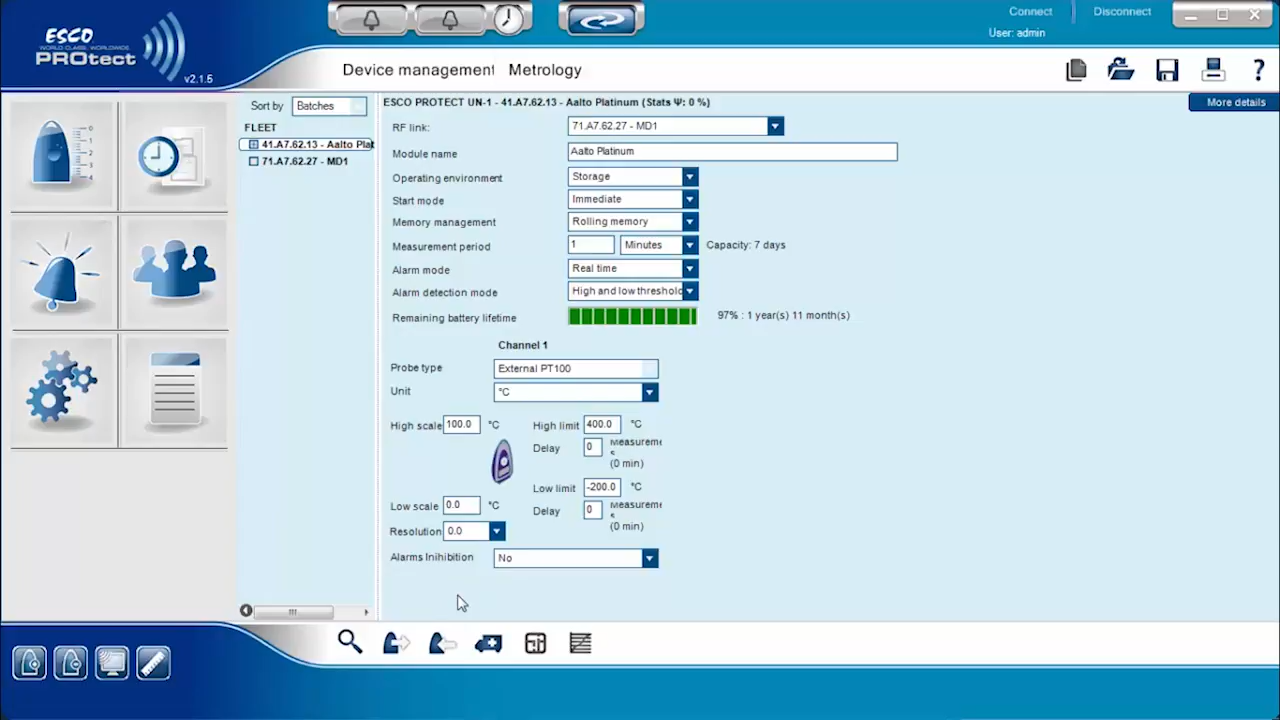 Connect
Disconnect
User: admin
ESCO
WORLD CLASS. WORLDWIDE
PROtect
v2.1.5
Device management
Metrology
?
Sort by
Batches
FLEET
41.A7.62.13 - Aalto Plat
71.A7.62.27 - MD1
ESCO PROTECT UN-1 - 41.A7.62.13 - Aalto Platinum (Stats Ψ: 0 %)
More details
RF link:
71.A7.62.27 - MD1
Module name
Aalto Platinum
Operating environment
Storage
Start mode
Immediate
Memory management
Rolling memory
Measurement period
1
Minutes
Capacity: 7 days
Alarm mode
Real time
Alarm detection mode
High and low threshold
Remaining battery lifetime
97% : 1 year(s) 11 month(s)
Channel 1
Probe type
External PT100
Unit
°C
High scale
100.0
°C
High limit
400.0
°C
Delay
0
Measureme
(0 min)
Low limit
-200.0
°C
Low scale
0.0
°C
Delay
0
Measureme
(0 min)
Resolution
0.0
Alarms Inihibition
No